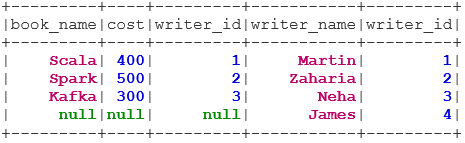 +---------+----+---------+-----------+---------+
|book_name|cost|writer_id|writer_name|writer_id|
+---------+----+---------+-----------+---------+
|    Scala| 400|        1|     Martin|        1|
|    Spark| 500|        2|    Zaharia|        2|
|    Kafka| 300|        3|       Neha|        3|
|     null|null|     null|      James|        4|
+---------+----+---------+-----------+---------+